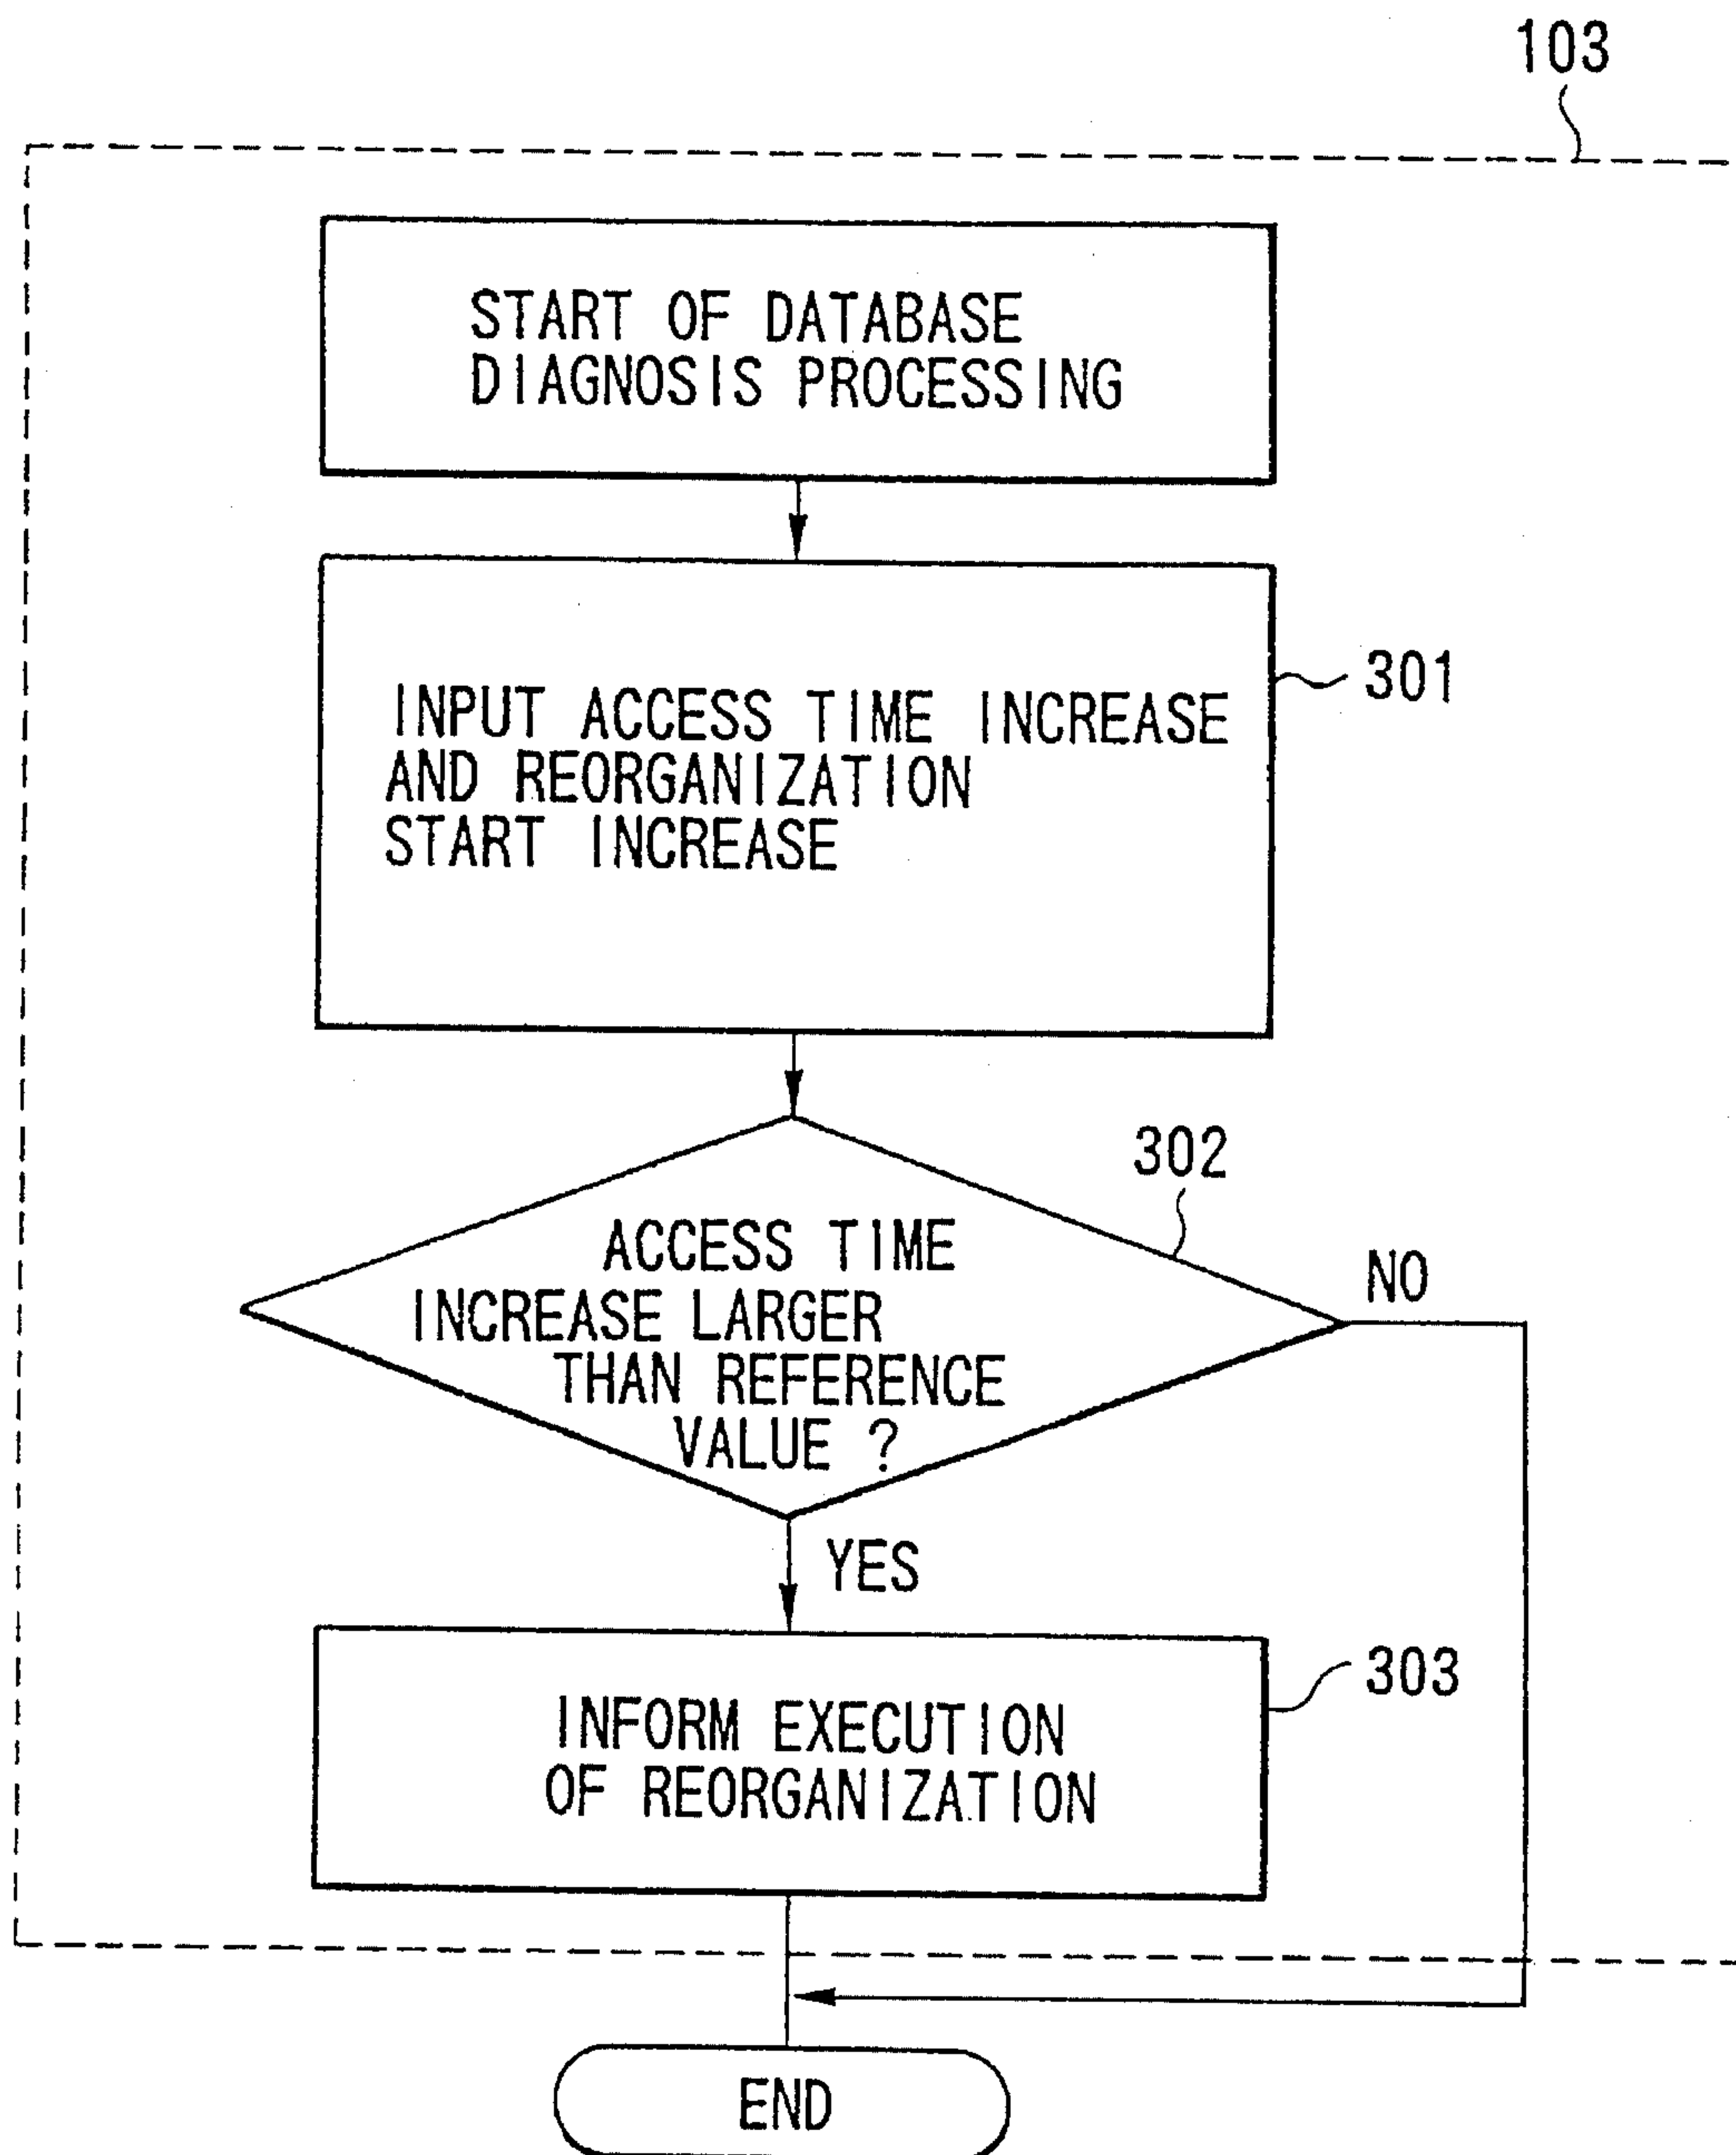 103
START OF DATABASE
DIAGNOSIS PROCESSING
INPUT ACCESS TIME INCREASE
AND REORGANIZATION
START INCREASE
301
302
ACCESS TIME
INCREASE LARGER
THAN REFERENCE
VALUE ?
NO
YES
INFORM EXECUTION
OF REORGANIZATION
303
END